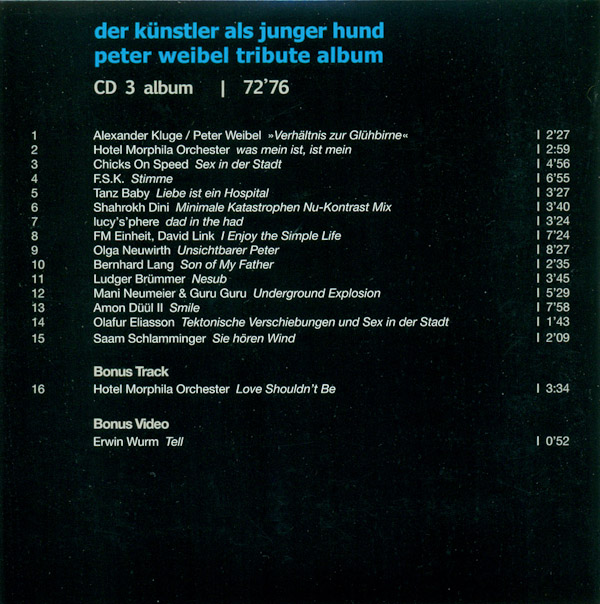 der künstler als junger hund
peter weibel tribute album
CD 3 album | 72'76
1 Alexander Kluge / Peter Weibel »Verhältnis zur Glühbirne« | 2'27
2 Hotel Morphila Orchester was mein ist, ist mein | 2:59
3 Chicks On Speed Sex in der Stadt | 4'56
4 F.S.K. Stimme | 6'55
5 Tanz Baby Liebe ist ein Hospital | 3'27
6 Shahrokh Dini Minimale Katastrophen Nu-Kontrast Mix | 3'40
7 lucy's'phere dad in the had | 3'24
8 FM Einheit, David Link I Enjoy the Simple Life | 7'24
9 Olga Neuwirth Unsichtbarer Peter | 8'27
10 Bernhard Lang Son of My Father | 2'35
11 Ludger Brümmer Nesub | 3'45
12 Mani Neumeier & Guru Guru Underground Explosion | 5'29
13 Amon Düül II Smile | 7'58
14 Olafur Eliasson Tektonische Verschiebungen und Sex in der Stadt | 1'43
15 Saam Schlamminger Sie hören Wind | 2'09
Bonus Track
16 Hotel Morphila Orchester Love Shouldn't Be | 3:34
Bonus Video
Erwin Wurm Tell | 0'52